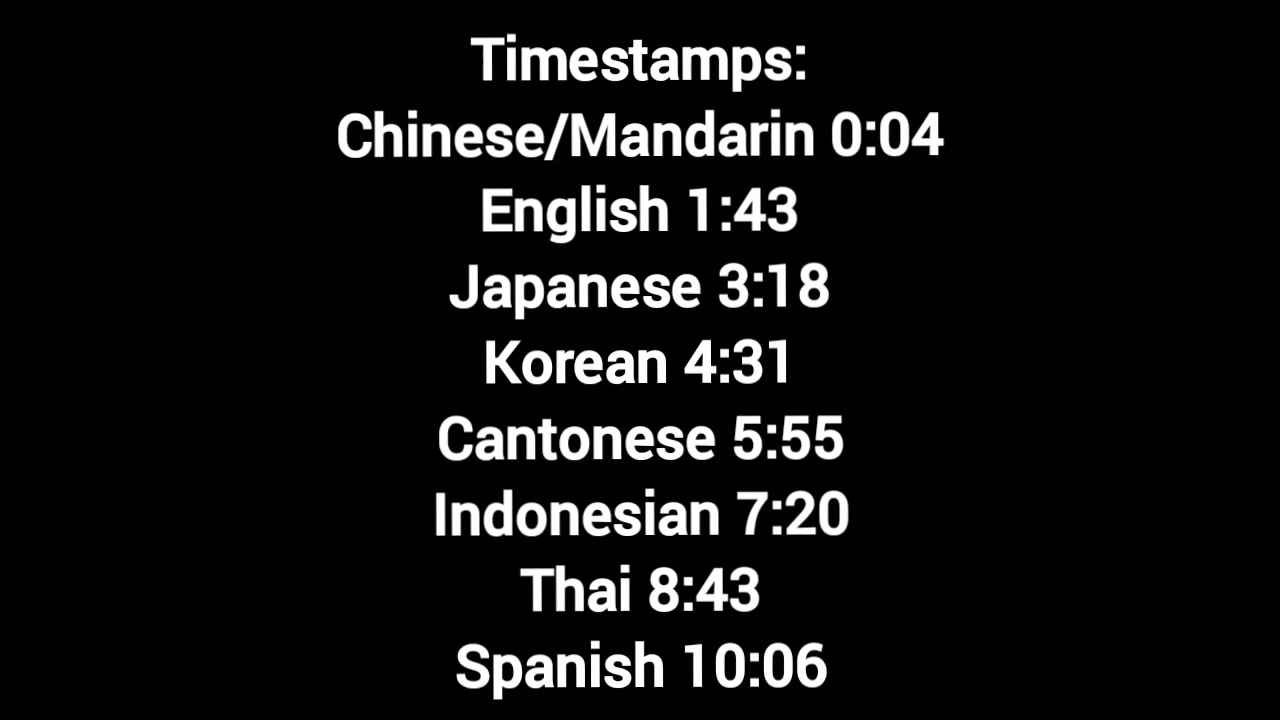 Timestamps:
Chinese/Mandarin 0:04
English 1:43
Japanese 3:18
Korean 4:31
Cantonese 5:55
Indonesian 7:20
Thai 8:43
Spanish 10:06